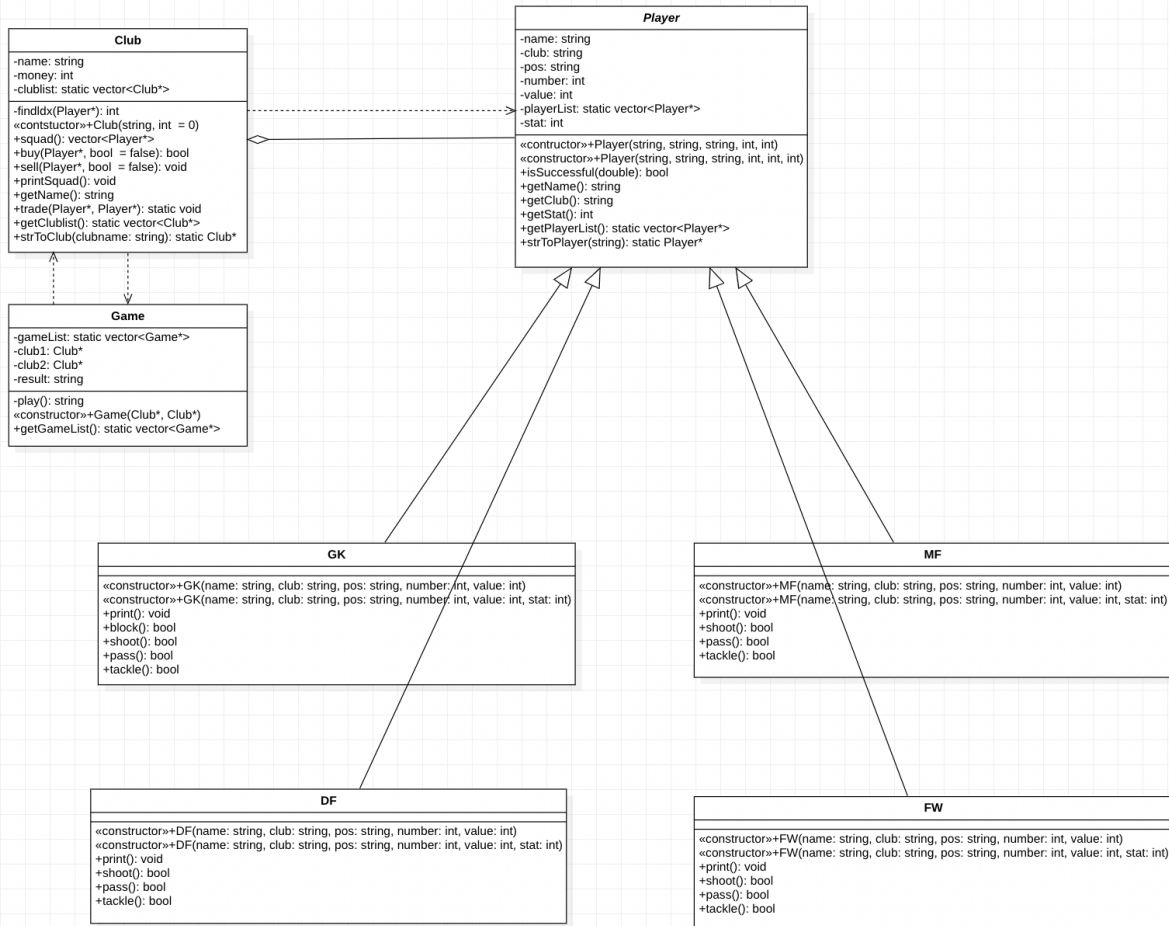 Club
-name: string
-money: int
-clublist: static vector<Club*>
-findIdx(Player*): int
«contstuctor»+Club(string, int  = 0)
+squad(): vector<Player*>
+buy(Player*, bool  = false): bool
+sell(Player*, bool  = false): void
+printSquad(): void
+getName(): string
+trade(Player*, Player*): static void
+getClublist(): static vector<Club*>
+strToClub(clubname: string): static Club*
Player
-name: string
-club: string
-pos: string
-number: int
-value: int
-playerList: static vector<Player*>
-stat: int
«contructor»+Player(string, string, string, int, int)
«constructor»+Player(string, string, string, int, int, int)
+isSuccessful(double): bool
+getName(): string
+getClub(): string
+getStat(): int
+getPlayerList(): static vector<Player*>
+strToPlayer(string): static Player*
Game
-gameList: static vector<Game*>
-club1: Club*
-club2: Club*
-result: string
-play(): string
«constructor»+Game(Club*, Club*)
+getGameList(): static vector<Game*>
GK
«constructor»+GK(name: string, club: string, pos: string, number: int, value: int)
«constructor»+GK(name: string, club: string, pos: string, number: int, value: int, stat: int)
+print(): void
+block(): bool
+shoot(): bool
+pass(): bool
+tackle(): bool
MF
«constructor»+MF(name: string, club: string, pos: string, number: int, value: int)
«constructor»+MF(name: string, club: string, pos: string, number: int, value: int, stat: int)
+print(): void
+shoot(): bool
+pass(): bool
+tackle(): bool
DF
«constructor»+DF(name: string, club: string, pos: string, number: int, value: int)
«constructor»+DF(name: string, club: string, pos: string, number: int, value: int, stat: int)
+print(): void
+shoot(): bool
+pass(): bool
+tackle(): bool
FW
«constructor»+FW(name: string, club: string, pos: string, number: int, value: int)
«constructor»+FW(name: string, club: string, pos: string, number: int, value: int, stat: int)
+print(): void
+shoot(): bool
+pass(): bool
+tackle(): bool